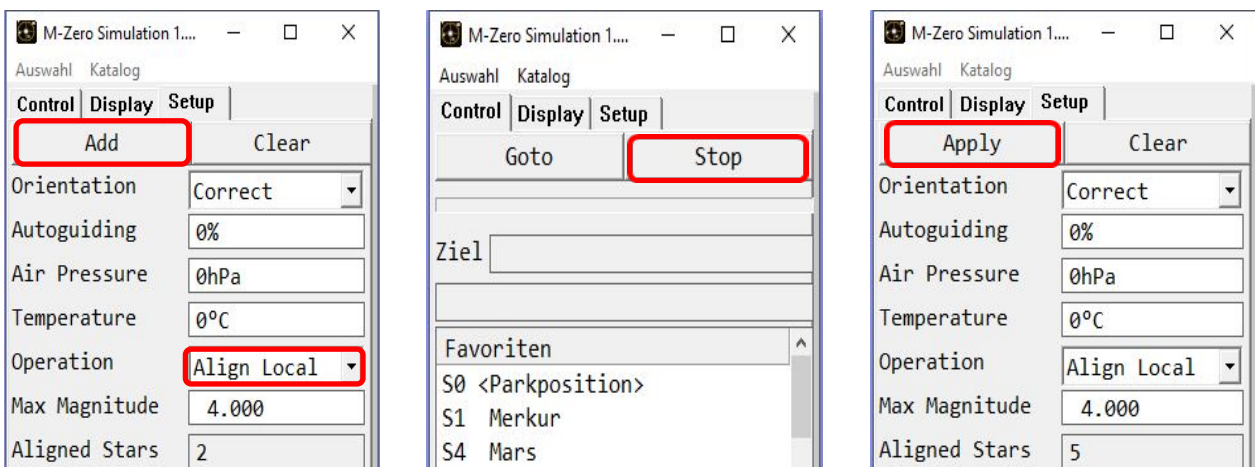 M-Zero Simulation 1....
Auswahl Katalog
Control Display Setup
Add Clear
Orientation Correct
Autoguiding 0%
Air Pressure 0hPa
Temperature 0°C
Operation Align Local
Max Magnitude 4.000
Aligned Stars 2
M-Zero Simulation 1....
Auswahl Katalog
Control Display Setup
Goto Stop
Ziel
Favoriten
S0 <Parkposition>
S1 Merkur
S4 Mars
M-Zero Simulation 1....
Auswahl Katalog
Control Display Setup
Apply Clear
Orientation Correct
Autoguiding 0%
Air Pressure 0hPa
Temperature 0°C
Operation Align Local
Max Magnitude 4.000
Aligned Stars 5